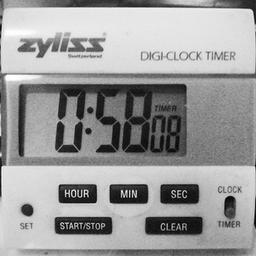 zyliss
Switzerland
DIGI-CLOCK TIMER
TIMER
0:58 08
HOUR MIN SEC
CLOCK
SET START/STOP CLEAR TIMER